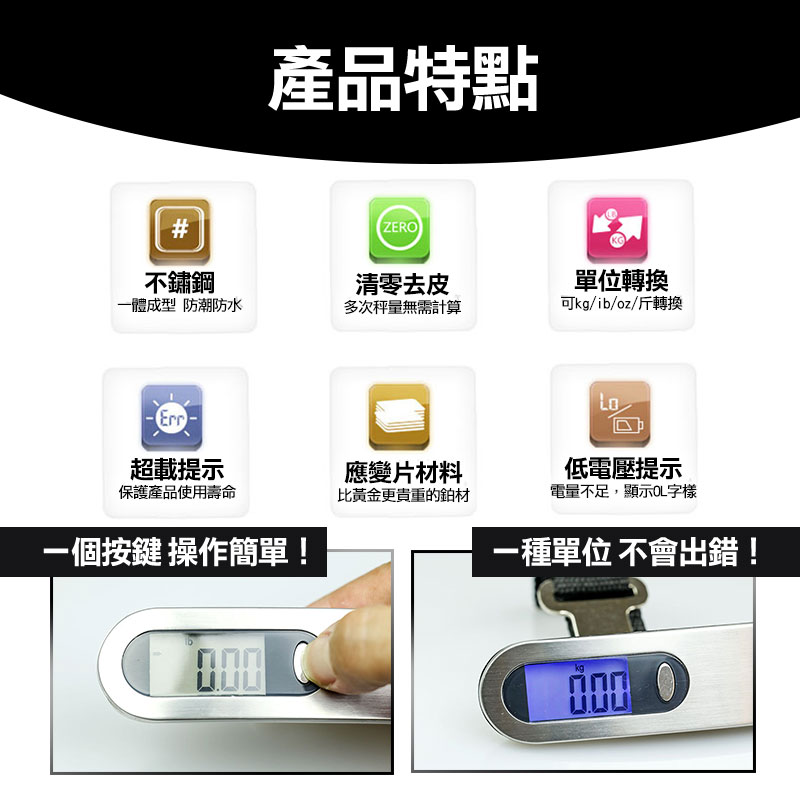 產品特點
#
不鏽鋼
一體成型 防潮防水
ZERO
清零去皮
多次秤量無需計算
LB
KG
單位轉換
可kg/ib/oz/斤轉換
Err
超載提示
保護產品使用壽命
應變片材料
比黃金更貴重的鉑材
Lo
低電壓提示
電量不足,顯示OL字樣
一個按鍵 操作簡單!
一種單位 不會出錯!
lb
0.00
kg
0.00